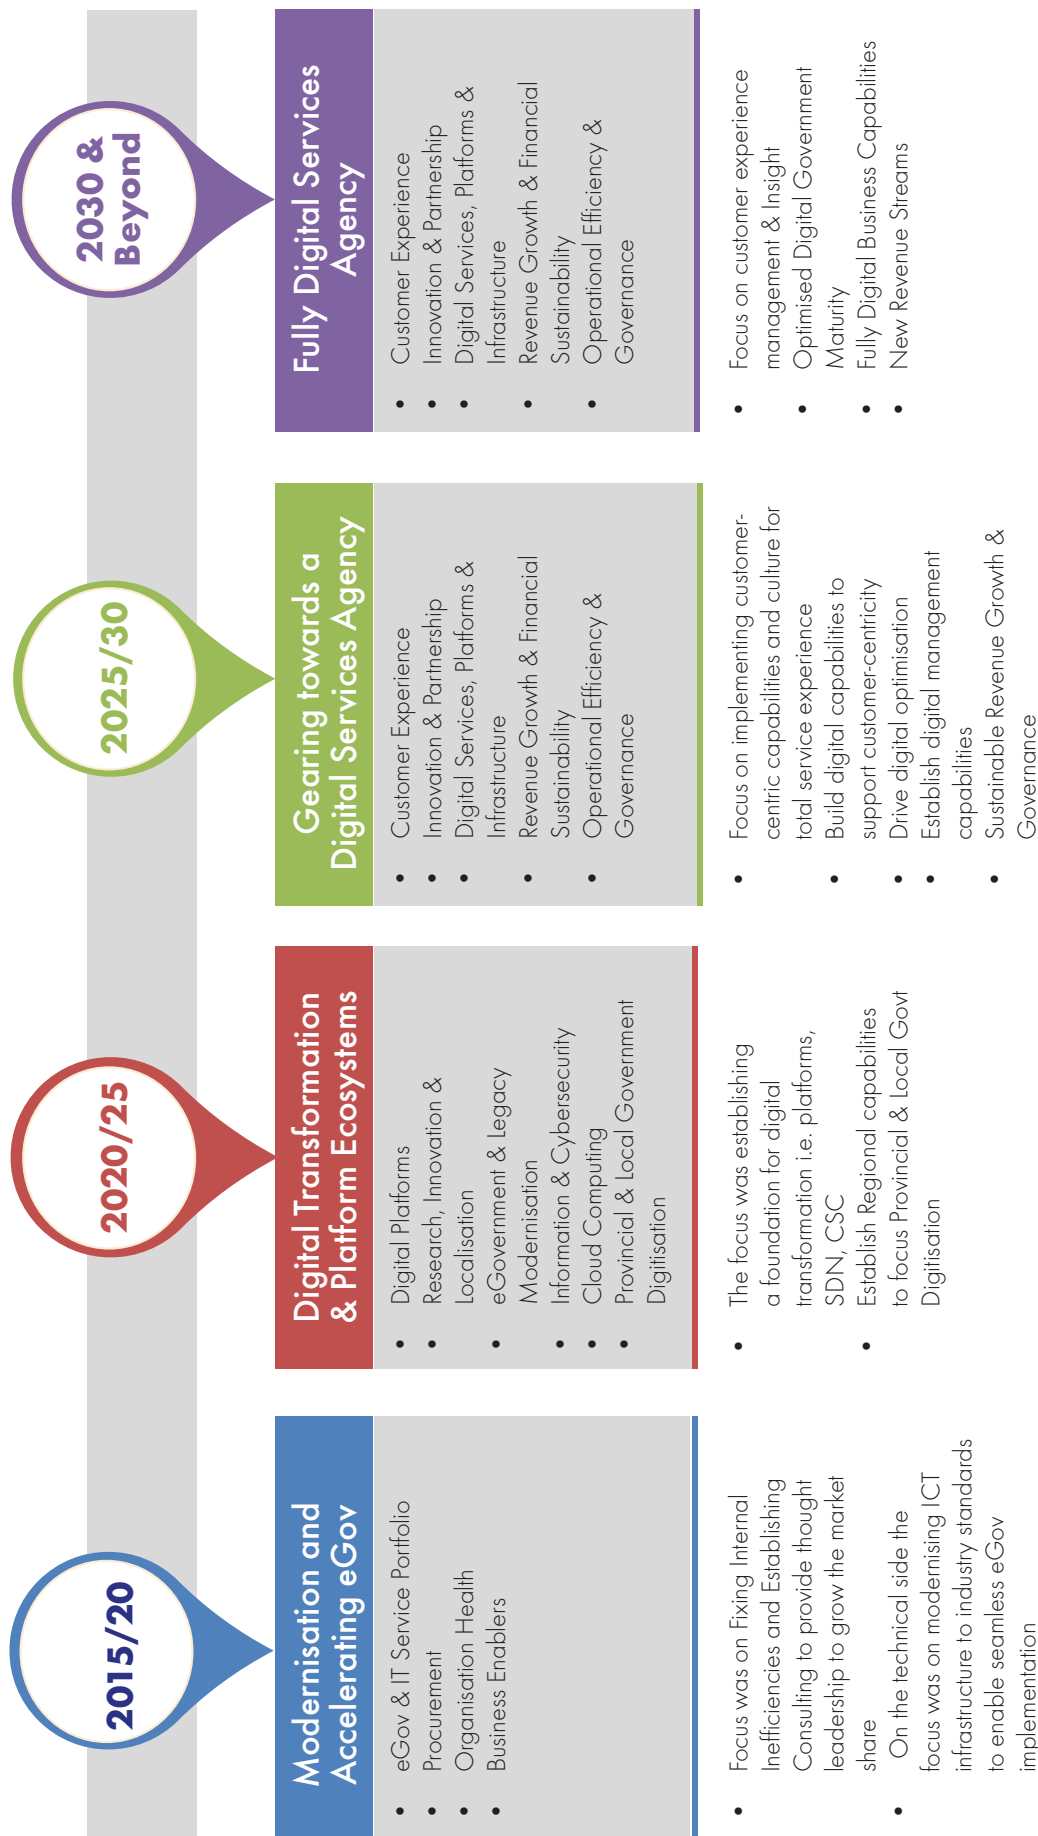 2015/20
Modernisation and
Accelerating eGov
• eGov & IT Service Portfolio
• Procurement
• Organisation Health
• Business Enablers
• Focus was on Fixing Internal
Inefficiencies and Establishing
Consulting to provide thought
leadership to grow the market
share
• On the technical side the
focus was on modernising ICT
infrastructure to industry standards
to enable seamless eGov
implementation
2020/25
Digital Transformation
& Platform Ecosystems
• Digital Platforms
• Research, Innovation &
Localisation
• eGovernment & Legacy
Modernisation
• Information & Cybersecurity
• Cloud Computing
• Provincial & Local Government
Digitisation
• The focus was establishing
a foundation for digital
transformation i.e. platforms,
SDN, CSC
• Establish Regional capabilities
to focus Provincial & Local Govt
Digitisation
2025/30
Gearing towards a
Digital Services Agency
• Customer Experience
• Innovation & Partnership
• Digital Services, Platforms &
Infrastructure
• Revenue Growth & Financial
Sustainability
• Operational Efficiency &
Governance
• Focus on implementing customer-
centric capabilities and culture for
total service experience
• Build digital capabilities to
support customer-centricity
• Drive digital optimisation
• Establish digital management
capabilities
• Sustainable Revenue Growth &
Governance
2030 &
Beyond
Fully Digital Services
Agency
• Customer Experience
• Innovation & Partnership
• Digital Services, Platforms &
Infrastructure
• Revenue Growth & Financial
Sustainability
• Operational Efficiency &
Governance
• Focus on customer experience
management & Insight
• Optimised Digital Government
Maturity
• Fully Digital Business Capabilities
• New Revenue Streams